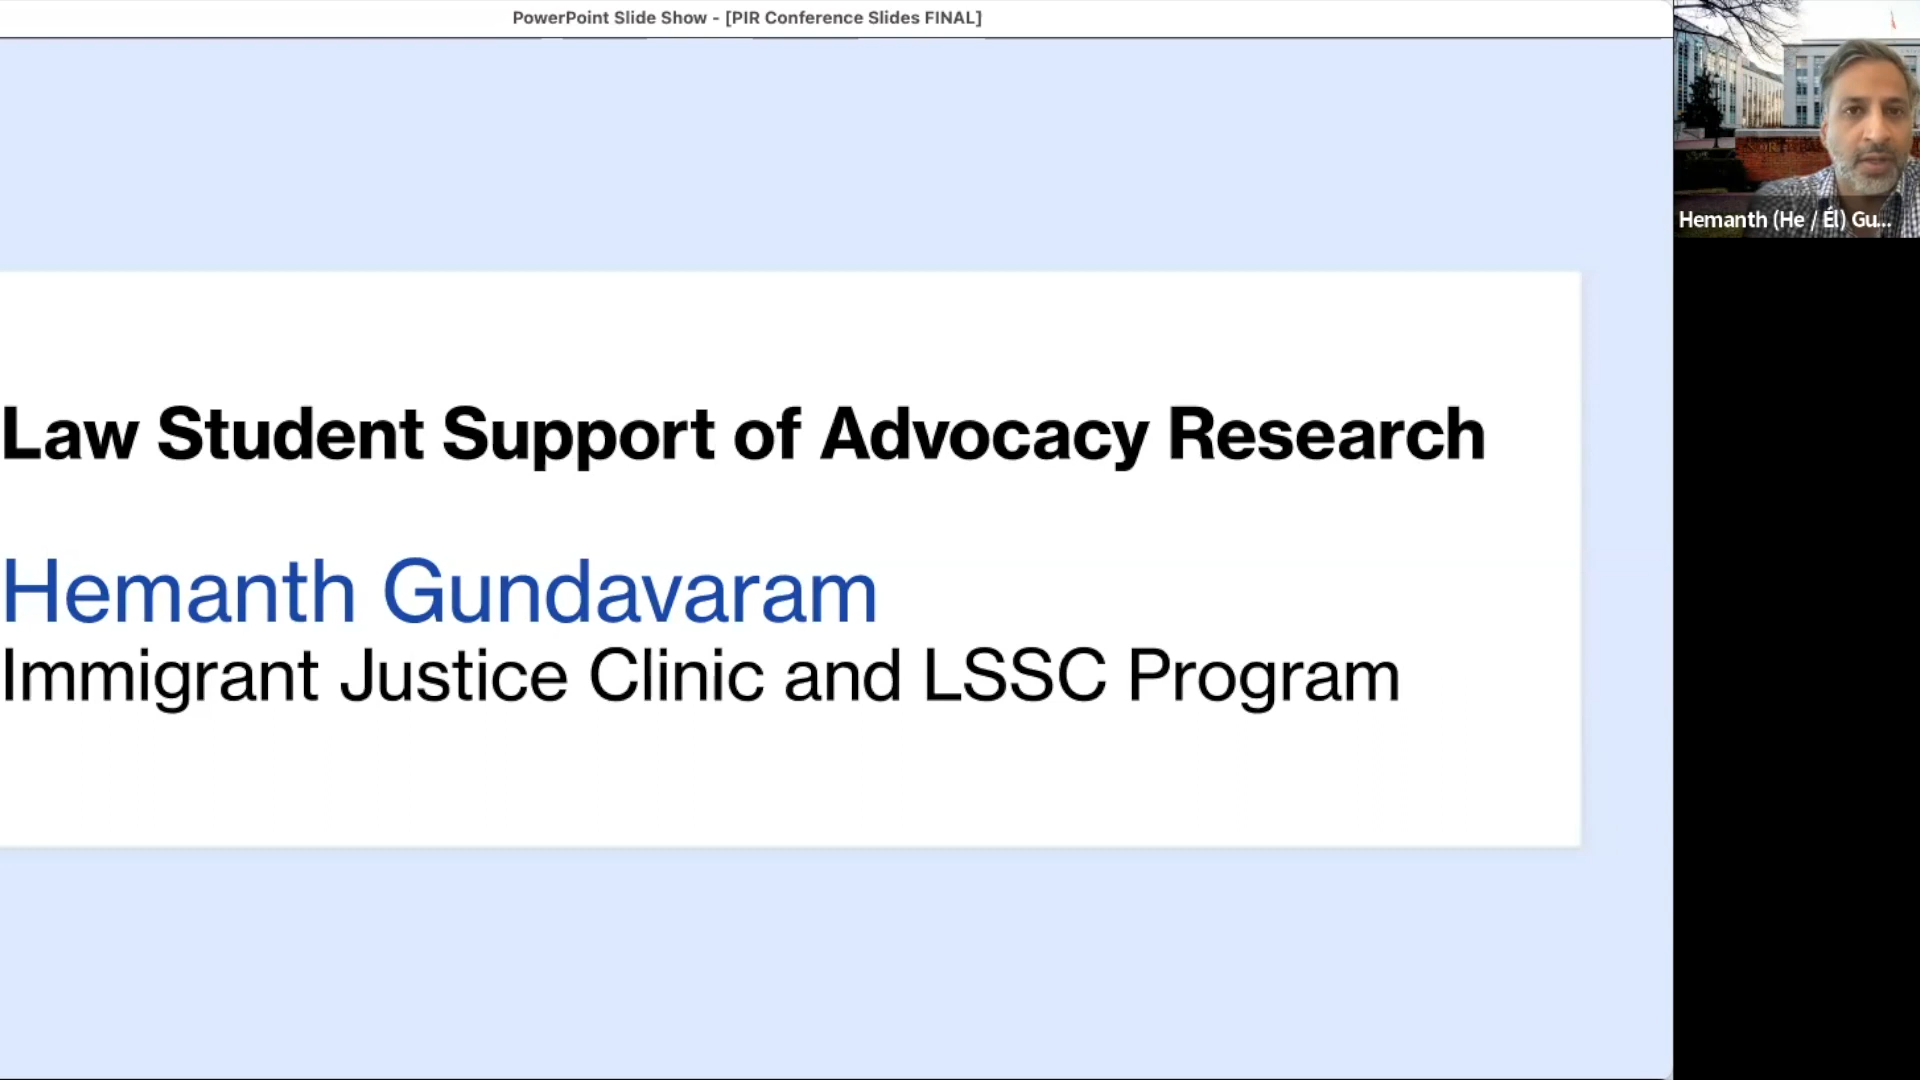 PowerPoint Slide Show - [PIR Conference Slides FINAL]
Law Student Support of Advocacy Research
Hemanth Gundavaram
Immigrant Justice Clinic and LSSC Program
Hemanth (He / Él) Gu...